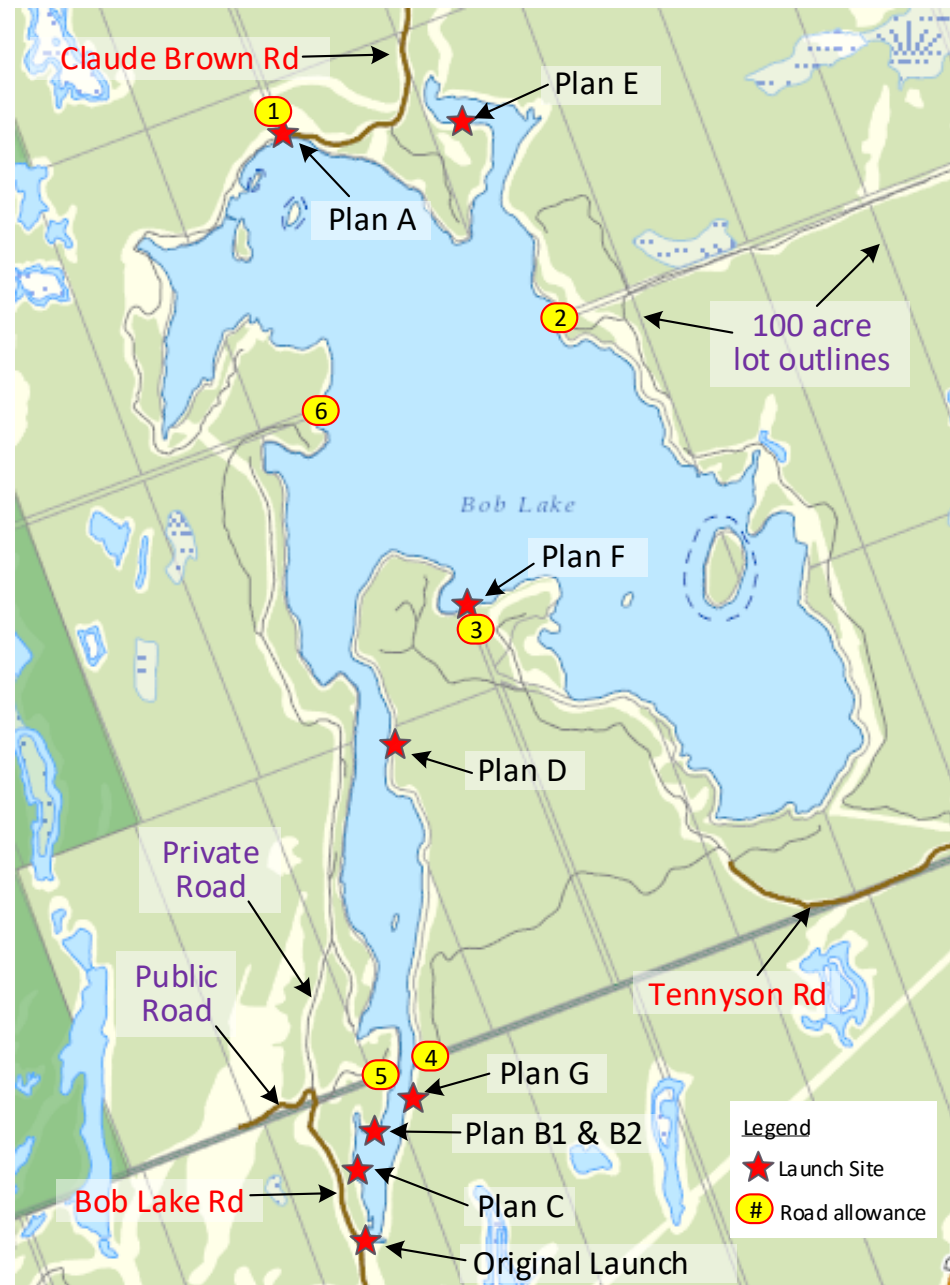 Claude Brown Rd
Plan E
1
Plan A
2
100 acre
lot outlines
6
Bob Lake
Plan F
3
Plan D
Private
Road
Public
Road
Tennyson Rd
4
5
Plan G
Plan B1 & B2
Plan C
Bob Lake Rd
Original Launch
Legend
Launch Site
# Road allowance